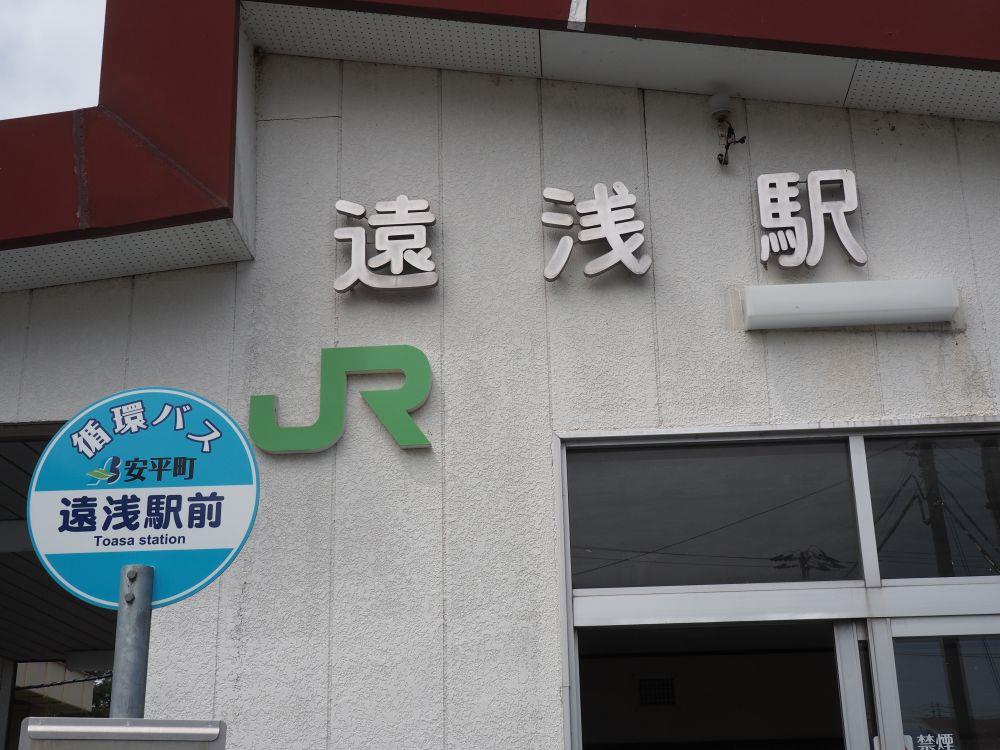 遠浅駅
JR
循環バス
安平町
遠浅駅前
Toasa station
禁煙